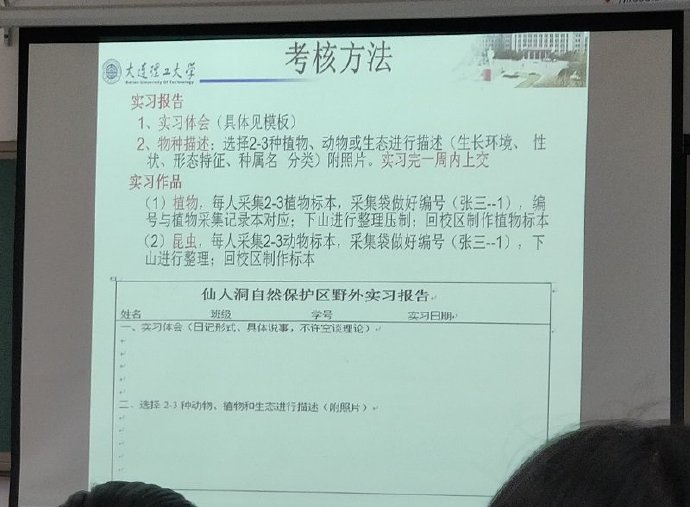 考核方法
大连理工大学
Dalian University Of Technology
实习报告
1、实习体会（具体见模板）
2、物种描述：选择2-3种植物、动物或生态进行描述（生长环境、 性
状、形态特征、种属名 分类）附照片。实习完一周内上交
实习作品
（1）植物，每人采集2-3植物标本，采集袋做好编号（张三--1），编
号与植物采集记录本对应；下山进行整理压制；回校区制作植物标本
（2）昆虫，每人采集2-3动物标本，采集袋做好编号（张三--1），下
山进行整理；回校区制作标本
仙人洞自然保护区野外实习报告
姓名 班级 学号 实习日期
一、实习体会（日记形式、具体说事，不许空谈理论）
二、选择 2-3 种动物、植物和生态进行描述（附照片）